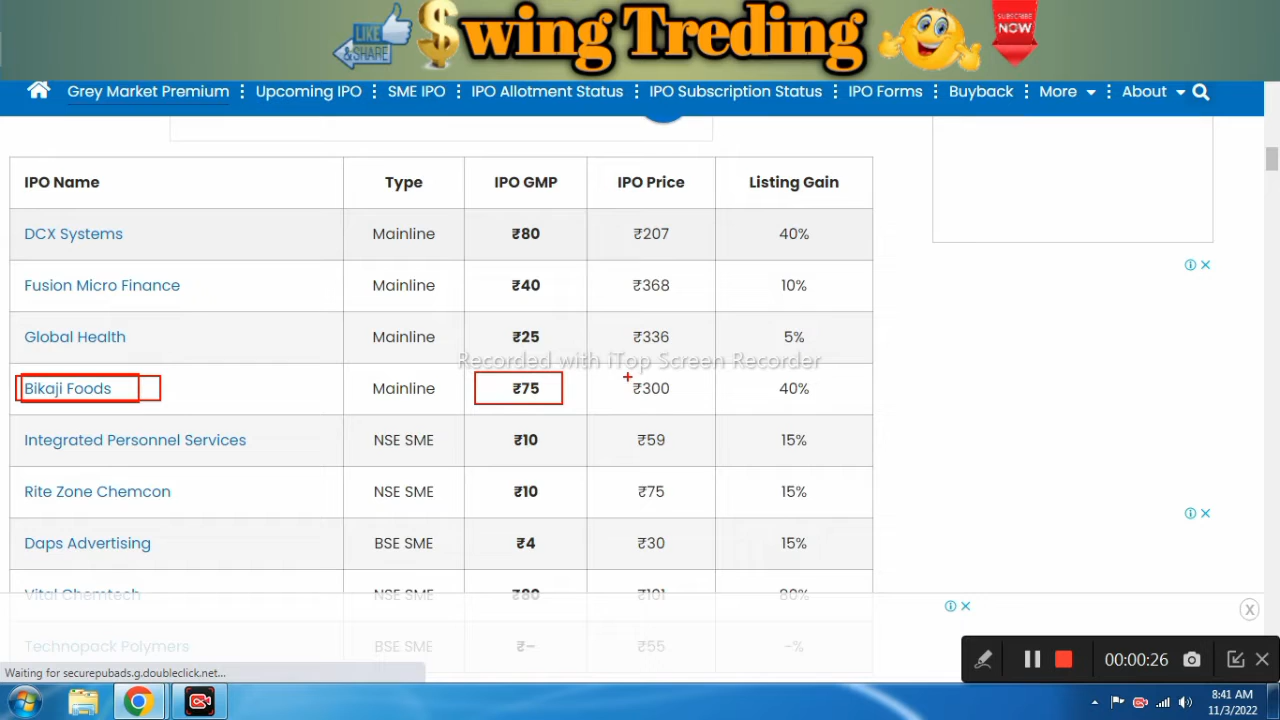 LIKE & SHARE
$wing Treding
SUBSCRIBE NOW
Grey Market Premium Upcoming IPO SME IPO IPO Allotment Status IPO Subscription Status IPO Forms Buyback More About
IPO Name Type IPO GMP IPO Price Listing Gain
DCX Systems Mainline ₹80 ₹207 40%
Fusion Micro Finance Mainline ₹40 ₹368 10%
Global Health Mainline ₹25 ₹336 5%
Recorded with iTop Screen Recorder
Bikaji Foods Mainline ₹75 ₹300 40%
Integrated Personnel Services NSE SME ₹10 ₹59 15%
Rite Zone Chemcon NSE SME ₹10 ₹75 15%
Daps Advertising BSE SME ₹4 ₹30 15%
Vital Chemtech NSE SME ₹80 ₹101 80%
Technopack Polymers BSE SME ₹– ₹55 -%
Waiting for securepubads.g.doubleclick.net...
00:00:26
8:41 AM
11/3/2022